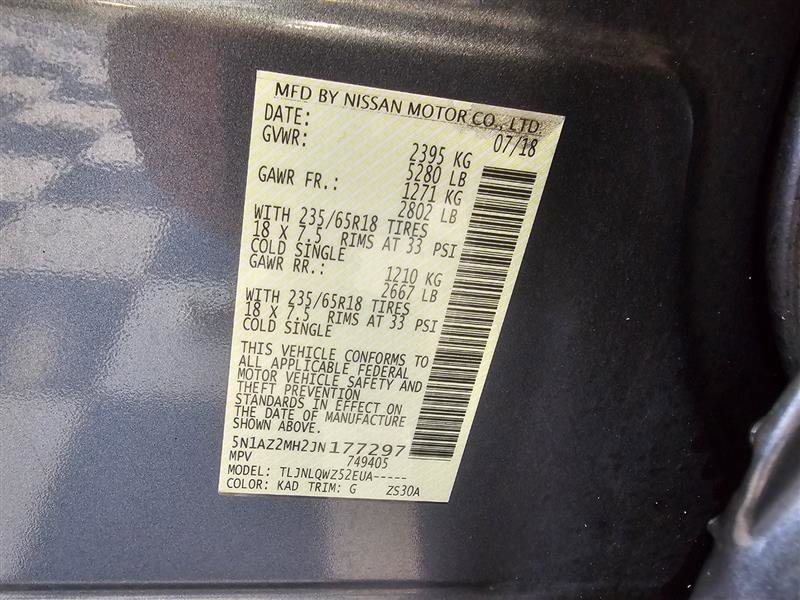 MFD BY NISSAN MOTOR CO., LTD.
DATE: 07/18
GVWR: 2395 KG
5280 LB
GAWR FR.: 1271 KG
2802 LB
WITH 235/65R18 TIRES
18 X 7.5 RIMS AT 33 PSI
COLD SINGLE
GAWR RR.: 1210 KG
2667 LB
WITH 235/65R18 TIRES
18 X 7.5 RIMS AT 33 PSI
COLD SINGLE
THIS VEHICLE CONFORMS TO
ALL APPLICABLE FEDERAL
MOTOR VEHICLE SAFETY AND
THEFT PREVENTION
STANDARDS IN EFFECT ON
THE DATE OF MANUFACTURE
SHOWN ABOVE.
5N1AZ2MH2JN177297
MPV 749405
MODEL: TLJNLQWZ52EUA-----
COLOR: KAD TRIM: G ZS30A